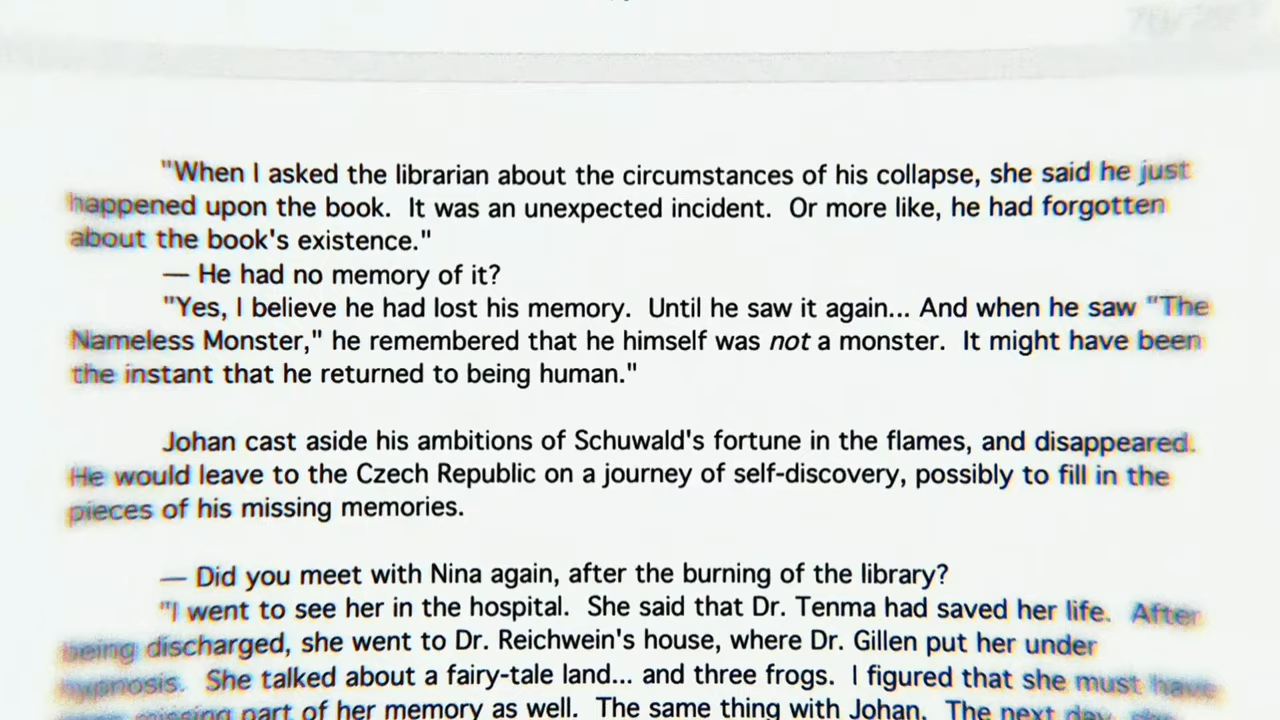 "When I asked the librarian about the circumstances of his collapse, she said he just
happened upon the book.  It was an unexpected incident.  Or more like, he had forgotten
about the book's existence."
— He had no memory of it?
"Yes, I believe he had lost his memory.  Until he saw it again... And when he saw "The
Nameless Monster," he remembered that he himself was not a monster.  It might have been
the instant that he returned to being human."
Johan cast aside his ambitions of Schuwald's fortune in the flames, and disappeared.
He would leave to the Czech Republic on a journey of self-discovery, possibly to fill in the
pieces of his missing memories.
— Did you meet with Nina again, after the burning of the library?
"I went to see her in the hospital.  She said that Dr. Tenma had saved her life.  After
being discharged, she went to Dr. Reichwein's house, where Dr. Gillen put her under
hypnosis.  She talked about a fairy-tale land... and three frogs.  I figured that she must have
missing part of her memory as well.  The same thing with Johan.  The next day,